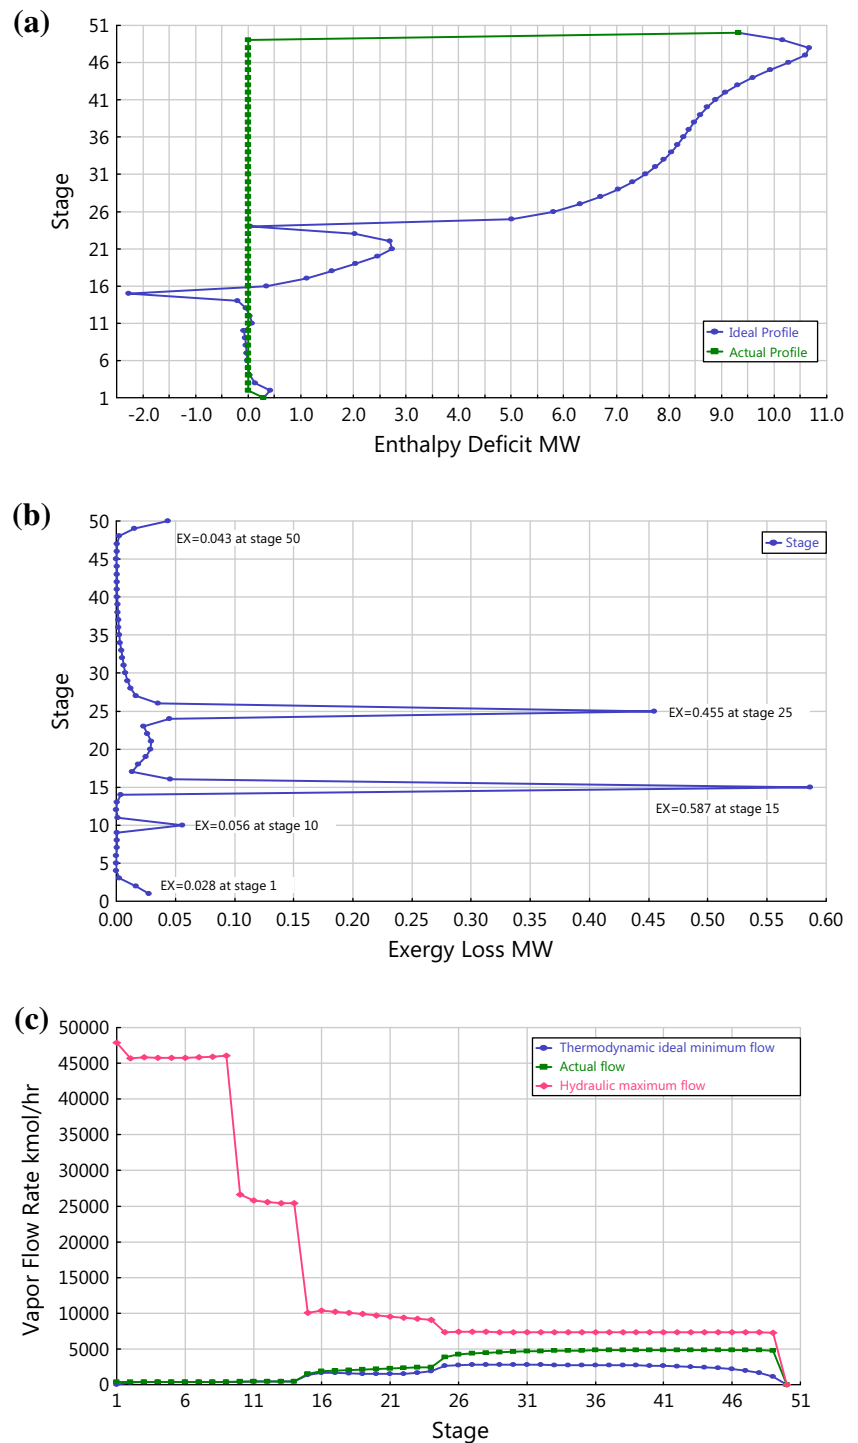 (a)
51
46
41
36
31
26
21
16
11
6
1
Stage
Ideal Profile
Actual Profile
-2.0 -1.0 0.0 1.0 2.0 3.0 4.0 5.0 6.0 7.0 8.0 9.0 10.0 11.0
Enthalpy Deficit MW
(b)
50
45
40
35
30
25
20
15
10
5
0
Stage
EX=0.043 at stage 50
Stage
EX=0.455 at stage 25
EX=0.587 at stage 15
EX=0.056 at stage 10
EX=0.028 at stage 1
0.00 0.05 0.10 0.15 0.20 0.25 0.30 0.35 0.40 0.45 0.50 0.55 0.60
Exergy Loss MW
(c)
50000
45000
40000
35000
30000
25000
20000
15000
10000
5000
0
Vapor Flow Rate kmol/hr
Thermodynamic ideal minimum flow
Actual flow
Hydraulic maximum flow
1 6 11 16 21 26 31 36 41 46 51
Stage